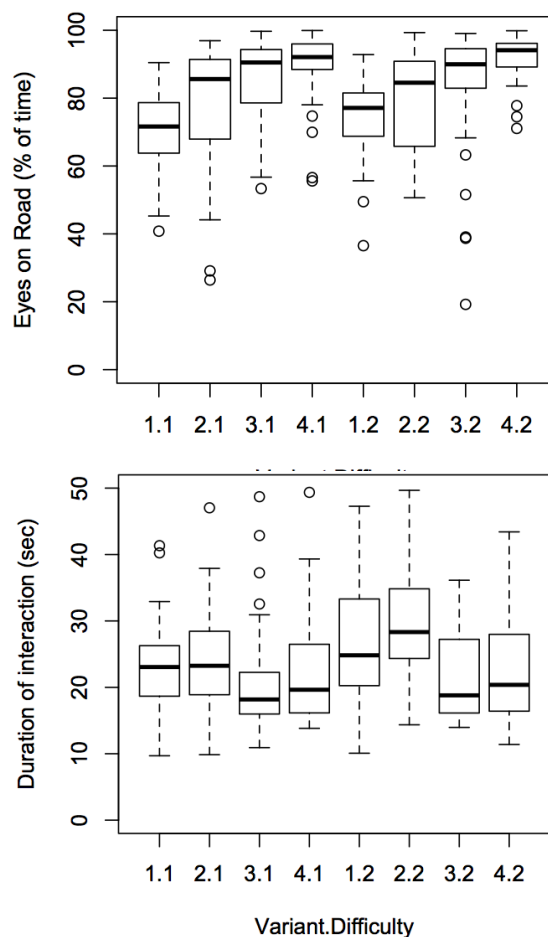 Eyes on Road (% of time)
100
80
60
40
20
0
1.1 2.1 3.1 4.1 1.2 2.2 3.2 4.2
Duration of interaction (sec)
50
40
30
20
10
0
1.1 2.1 3.1 4.1 1.2 2.2 3.2 4.2
Variant.Difficulty